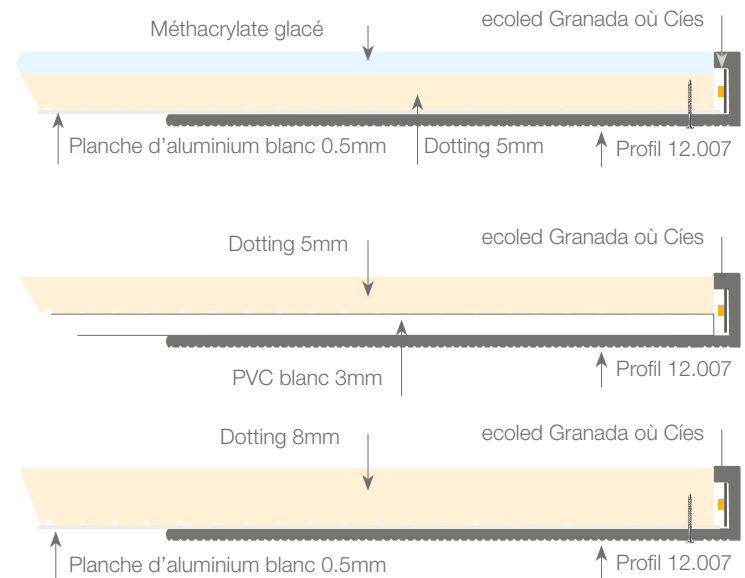 Méthacrylate glacé
ecoled Granada où Cíes
Planche d'aluminium blanc 0.5mm
Dotting 5mm
Profil 12.007
Dotting 5mm
ecoled Granada où Cíes
PVC blanc 3mm
Profil 12.007
Dotting 8mm
ecoled Granada où Cíes
Planche d'aluminium blanc 0.5mm
Profil 12.007